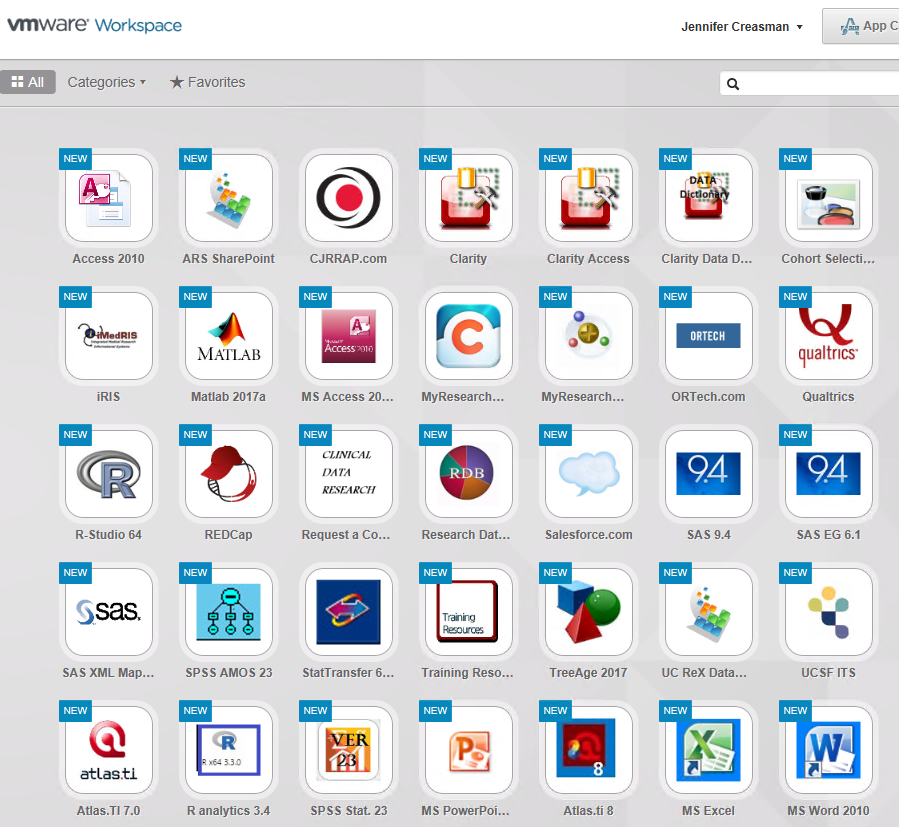 vmware Workspace
Jennifer Creasman
App C
All
Categories
Favorites
NEW
NEW
NEW
NEW
NEW
DATA
Dictionary
NEW
A
Access 2010
ARS SharePoint
CJRRAP.com
Clarity
Clarity Access
Clarity Data D...
Cohort Selecti...
NEW
NEW
NEW
NEW
NEW
NEW
iMedRIS
MATLAB
Microsoft
Access 2010
C
ORTECH
qualtrics
iRIS
Matlab 2017a
MS Access 20...
MyResearch...
MyResearch...
ORTech.com
Qualtrics
NEW
NEW
NEW
NEW
NEW
NEW
R
CLINICAL
DATA
RESEARCH
RDB
9.4
9.4
R-Studio 64
REDCap
Request a Co...
Research Dat...
Salesforce.com
SAS 9.4
SAS EG 6.1
NEW
NEW
NEW
NEW
NEW
NEW
sas.
Training
Resources
SAS XML Map...
SPSS AMOS 23
StatTransfer 6...
Training Reso...
TreeAge 2017
UC ReX Data...
UCSF ITS
NEW
NEW
NEW
NEW
NEW
NEW
NEW
atlas.ti
R
R x64 3.3.0
VER
23
P
8
X
W
Atlas.TI 7.0
R analytics 3.4
SPSS Stat. 23
MS PowerPoi...
Atlas.ti 8
MS Excel
MS Word 2010